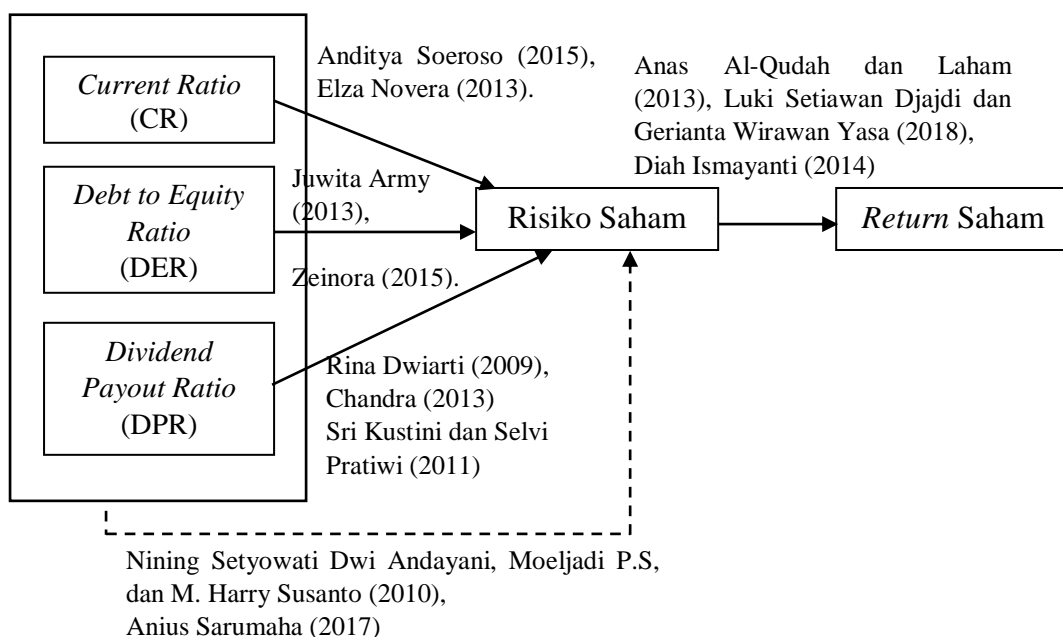 Current Ratio
(CR)
Anditya Soeroso (2015),
Elza Novera (2013).
Anas Al-Qudah dan Laham
(2013), Luki Setiawan Djajdi dan
Gerianta Wirawan Yasa (2018),
Diah Ismayanti (2014)
Debt to Equity
Ratio
(DER)
Juwita Army
(2013),
Zeinora (2015).
Risiko Saham
Return Saham
Dividend
Payout Ratio
(DPR)
Rina Dwiarti (2009),
Chandra (2013)
Sri Kustini dan Selvi
Pratiwi (2011)
Nining Setyowati Dwi Andayani, Moeljadi P.S,
dan M. Harry Susanto (2010),
Anius Sarumaha (2017)